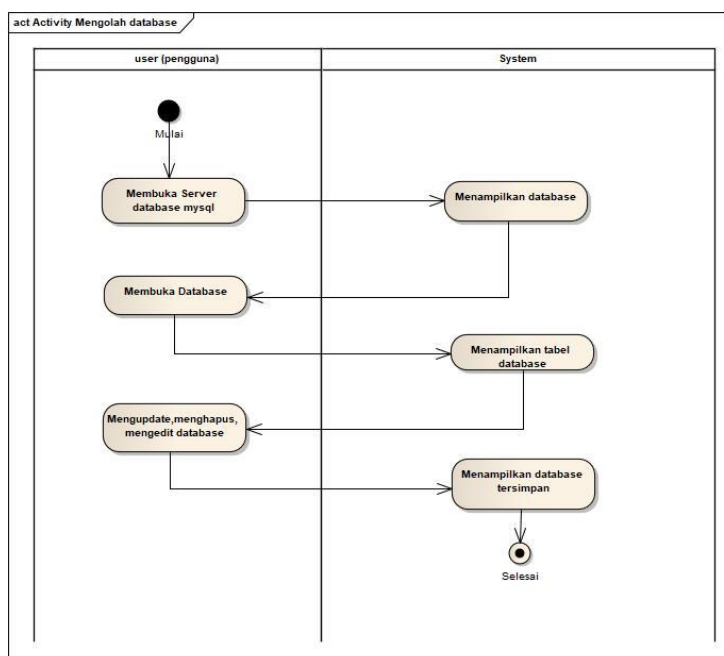 act Activity Mengolah database
user (pengguna)
System
Mulai
Membuka Server
database mysql
Menampilkan database
Membuka Database
Menampilkan tabel
database
Mengupdate,menghapus,
mengedit database
Menampilkan database
tersimpan
Selesai